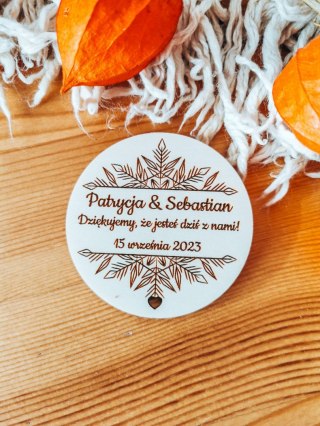 Patrycja & Sebastian
Dziękujemy, że jesteś dziś z nami!
15 września 2023